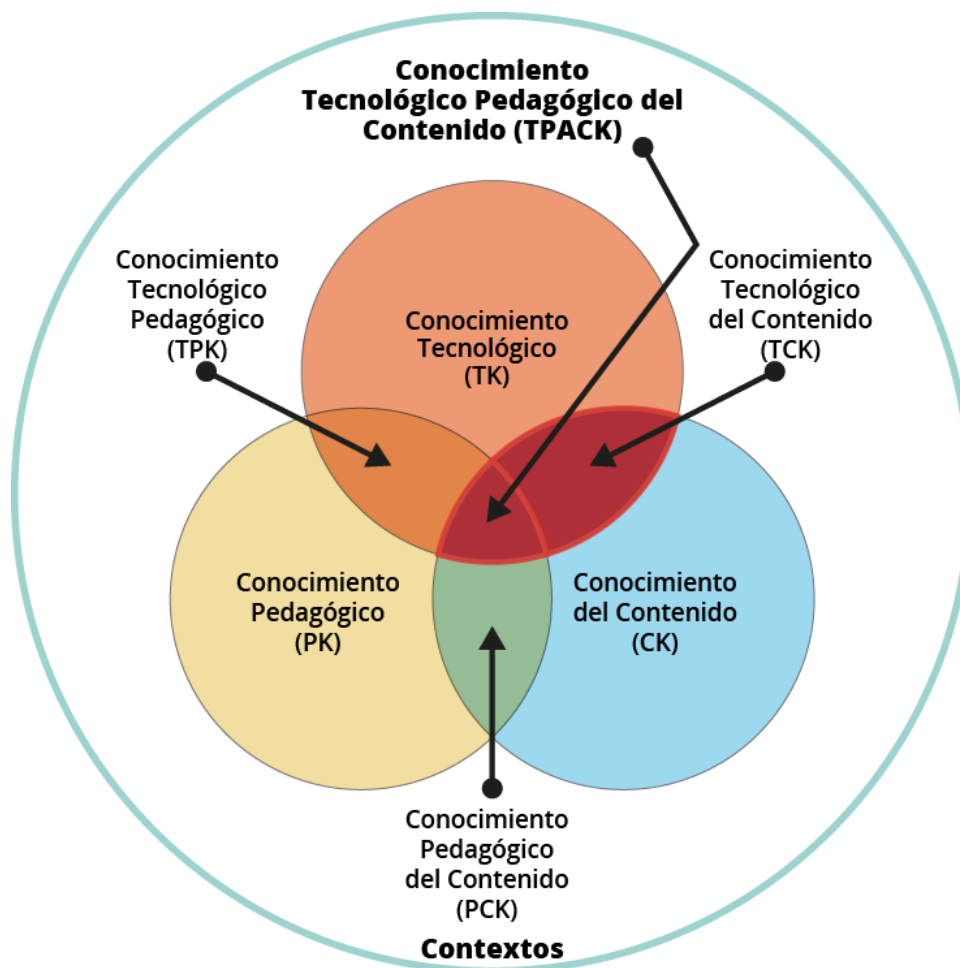 Conocimiento
Tecnológico Pedagógico del
Contenido (TPACK)
Conocimiento
Tecnológico
Pedagógico
(TPK)
Conocimiento
Tecnológico
(TK)
Conocimiento
Tecnológico
del Contenido
(TCK)
Conocimiento
Pedagógico
(PK)
Conocimiento
del Contenido
(CK)
Conocimiento
Pedagógico
del Contenido
(PCK)
Contextos